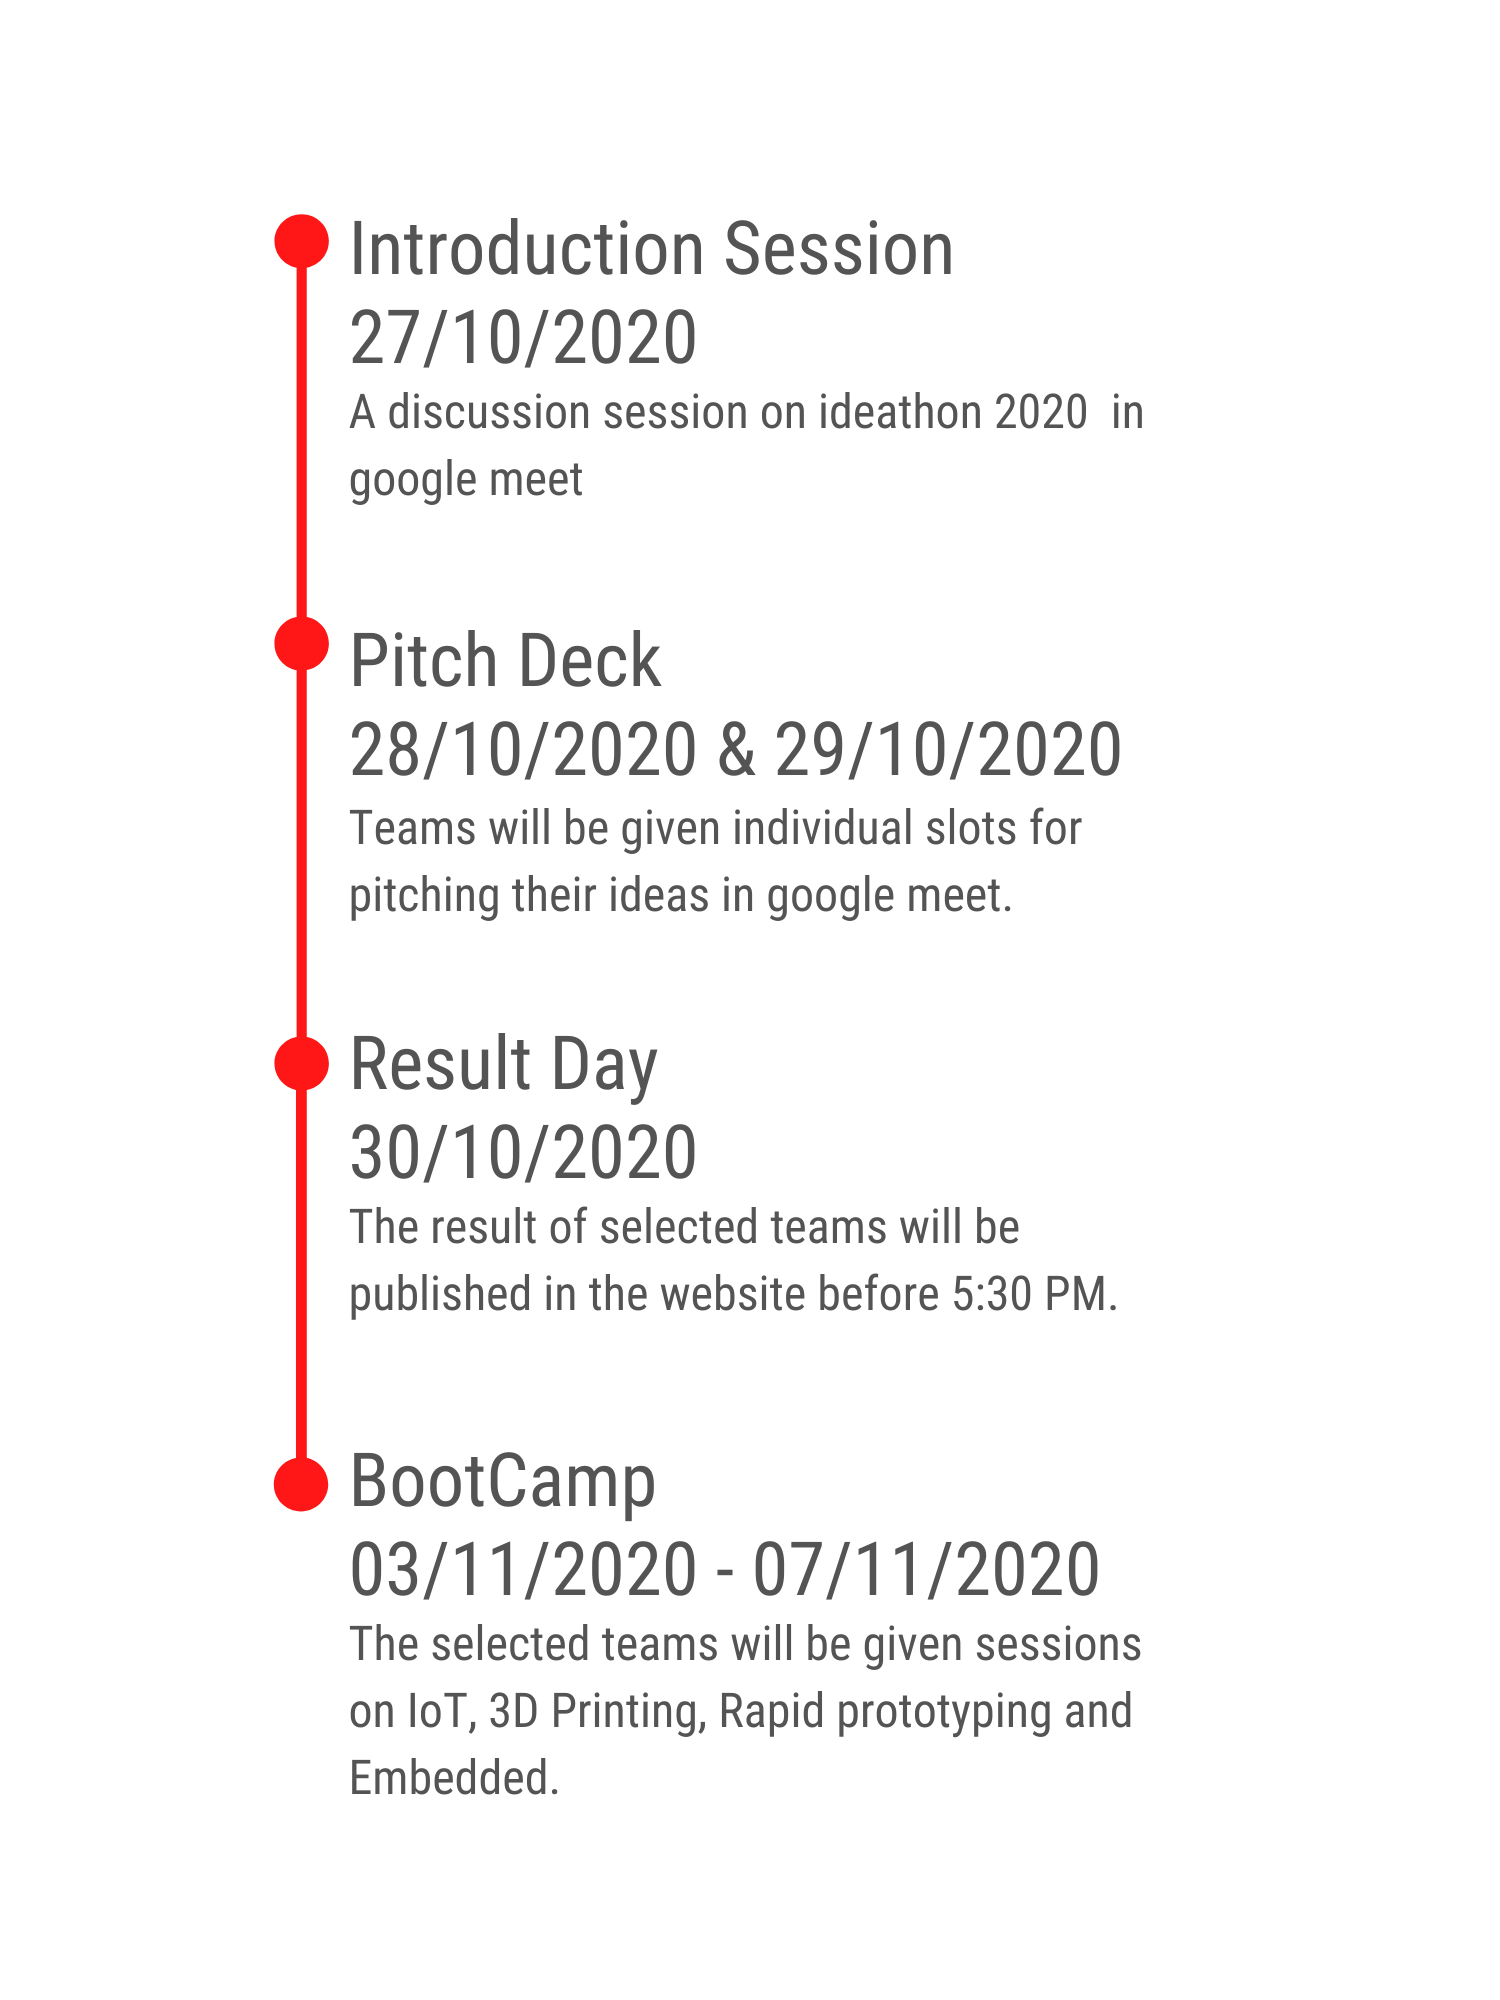 Introduction Session
27/10/2020
A discussion session on ideathon 2020  in
google meet
Pitch Deck
28/10/2020 & 29/10/2020
Teams will be given individual slots for
pitching their ideas in google meet.
Result Day
30/10/2020
The result of selected teams will be
published in the website before 5:30 PM.
BootCamp
03/11/2020 - 07/11/2020
The selected teams will be given sessions
on IoT, 3D Printing, Rapid prototyping and
Embedded.